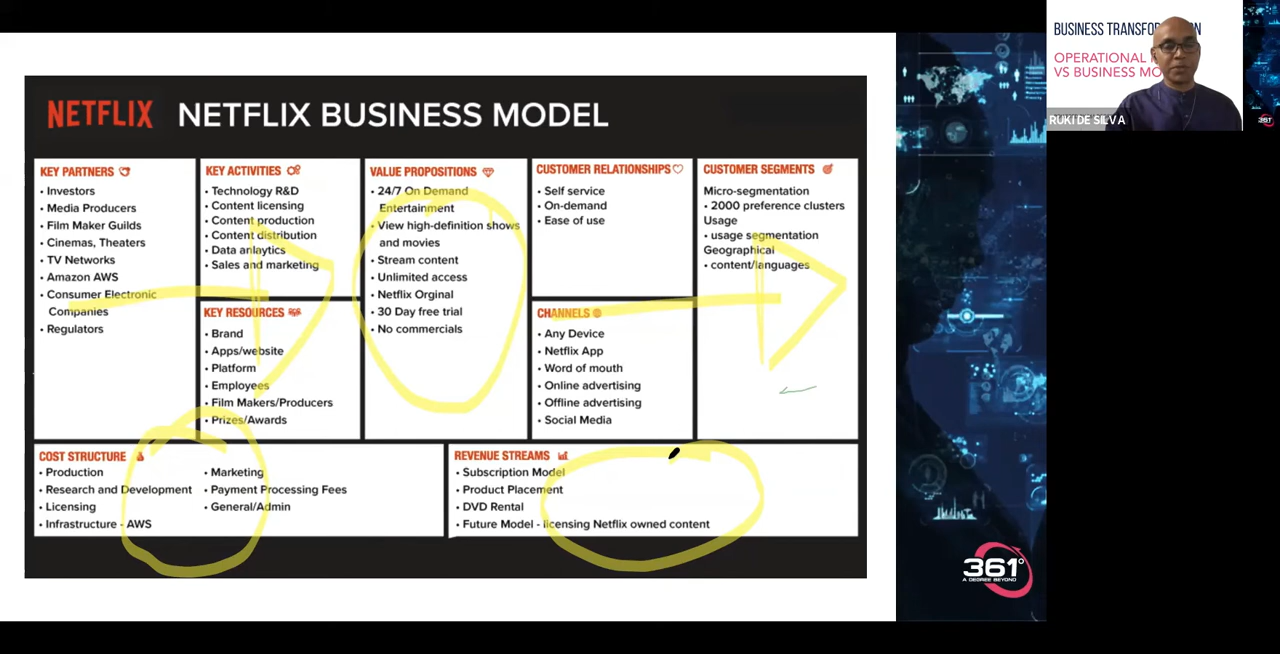 NETFLIX NETFLIX BUSINESS MODEL
KEY PARTNERS
• Investors
• Media Producers
• Film Maker Guilds
• Cinemas, Theaters
• TV Networks
• Amazon AWS
• Consumer Electronic
Companies
• Regulators
KEY ACTIVITIES
• Technology R&D
• Content licensing
• Content production
• Content distribution
• Data anlaytics
• Sales and marketing
KEY RESOURCES
• Brand
• Apps/website
• Platform
• Employees
• Film Makers/Producers
• Prizes/Awards
VALUE PROPOSITIONS
• 24/7 On Demand
Entertainment
• View high-definition shows
and movies
• Stream content
• Unlimited access
• Netflix Orginal
• 30 Day free trial
• No commercials
CUSTOMER RELATIONSHIPS
• Self service
• On-demand
• Ease of use
CHANNELS
• Any Device
• Netflix App
• Word of mouth
• Online advertising
• Offline advertising
• Social Media
CUSTOMER SEGMENTS
Micro-segmentation
• 2000 preference clusters
Usage
• usage segmentation
Geographical
• content/languages
COST STRUCTURE
• Production
• Research and Development
• Licensing
• Infrastructure - AWS
• Marketing
• Payment Processing Fees
• General/Admin
REVENUE STREAMS
• Subscription Model
• Product Placement
• DVD Rental
• Future Model - licensing Netflix owned content
361°
A DEGREE BEYOND
BUSINESS
OPERATIONAL
VS BUSINESS
RUKI DE SILVA
361